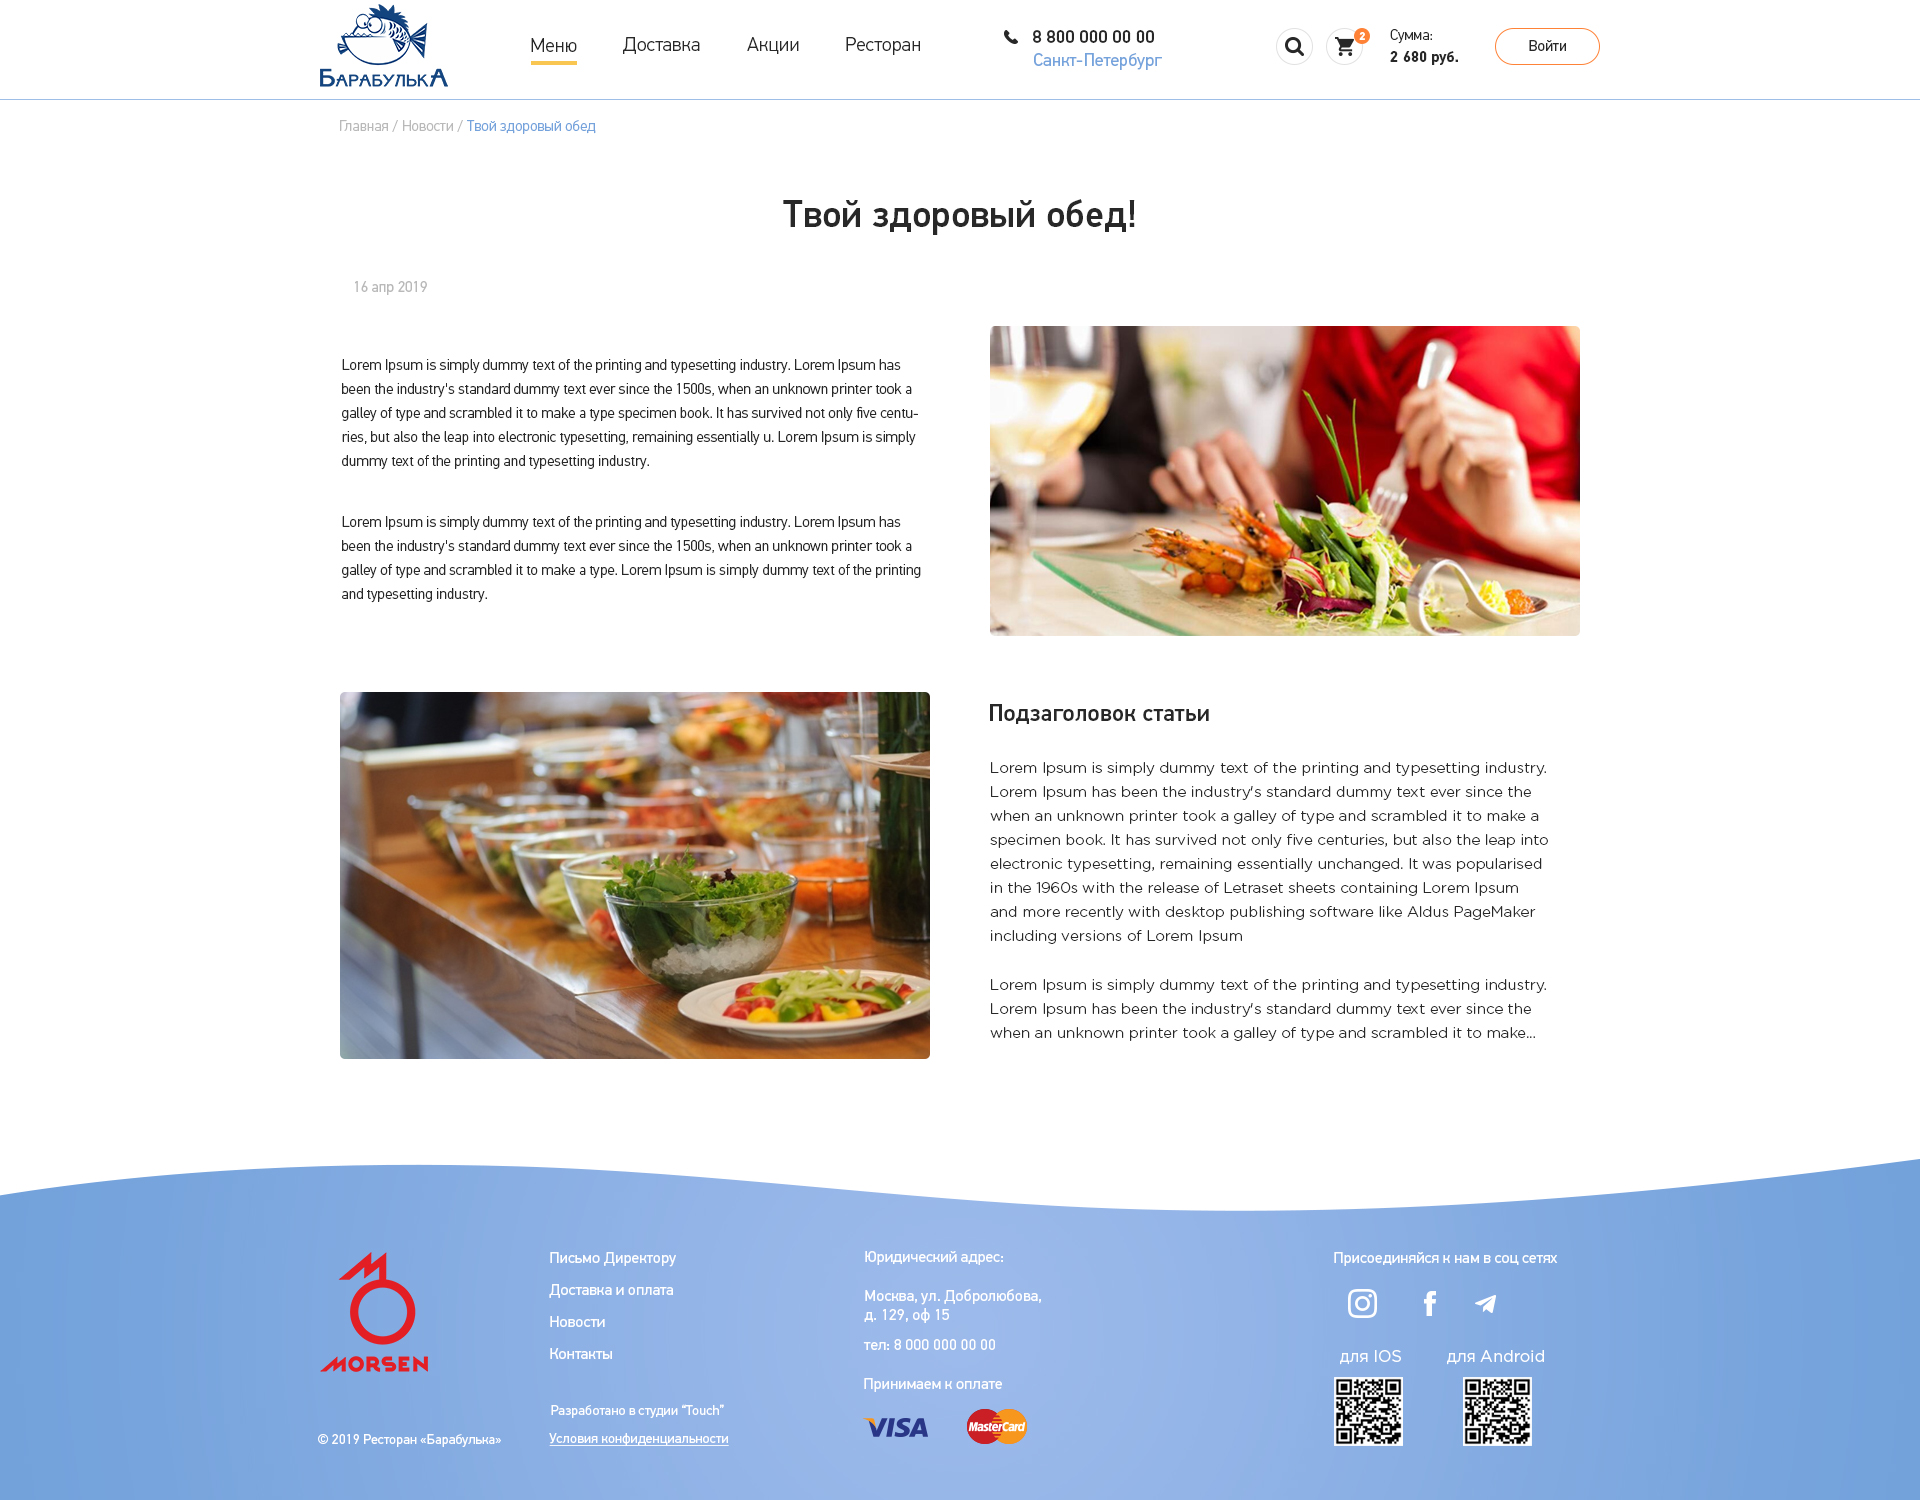 БАРАБУЛЬКА
Меню
Доставка
Акции
Ресторан
8 800 000 00 00
Санкт-Петербург
2
Сумма:
2 680 руб.
Войти
Главная / Новости / Твой здоровый обед
Твой здоровый обед!
16 апр 2019
Lorem Ipsum is simply dummy text of the printing and typesetting industry. Lorem Ipsum has
been the industry's standard dummy text ever since the 1500s, when an unknown printer took a
galley of type and scrambled it to make a type specimen book. It has survived not only five centu-
ries, but also the leap into electronic typesetting, remaining essentially u. Lorem Ipsum is simply
dummy text of the printing and typesetting industry.
Lorem Ipsum is simply dummy text of the printing and typesetting industry. Lorem Ipsum has
been the industry's standard dummy text ever since the 1500s, when an unknown printer took a
galley of type and scrambled it to make a type. Lorem Ipsum is simply dummy text of the printing
and typesetting industry.
Подзаголовок статьи
Lorem Ipsum is simply dummy text of the printing and typesetting industry.
Lorem Ipsum has been the industry's standard dummy text ever since the
when an unknown printer took a galley of type and scrambled it to make a
specimen book. It has survived not only five centuries, but also the leap into
electronic typesetting, remaining essentially unchanged. It was popularised
in the 1960s with the release of Letraset sheets containing Lorem Ipsum
and more recently with desktop publishing software like Aldus PageMaker
including versions of Lorem Ipsum
Lorem Ipsum is simply dummy text of the printing and typesetting industry.
Lorem Ipsum has been the industry's standard dummy text ever since the
when an unknown printer took a galley of type and scrambled it to make...
MORSEN
© 2019 Ресторан «Барабулька»
Письмо Директору
Доставка и оплата
Новости
Контакты
Разработано в студии “Touch”
Условия конфиденциальности
Юридический адрес:
Москва, ул. Добролюбова,
д. 129, оф 15
тел: 8 000 000 00 00
Принимаем к оплате
VISA
MasterCard
Присоединяйся к нам в соц сетях
для IOS
для Android